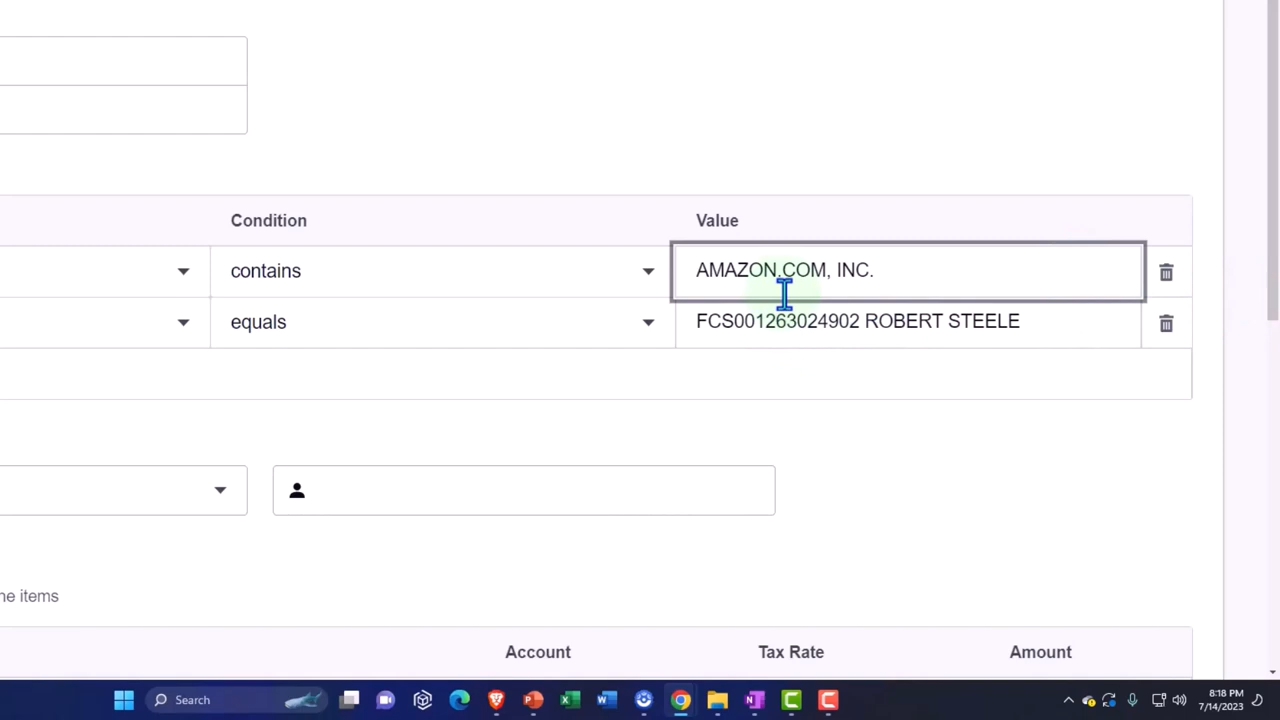 Condition
Value
contains
AMAZON.COM, INC.
equals
FCS001263024902 ROBERT STEELE
ne items
Account
Tax Rate
Amount
Search
8:18 PM
7/14/2023